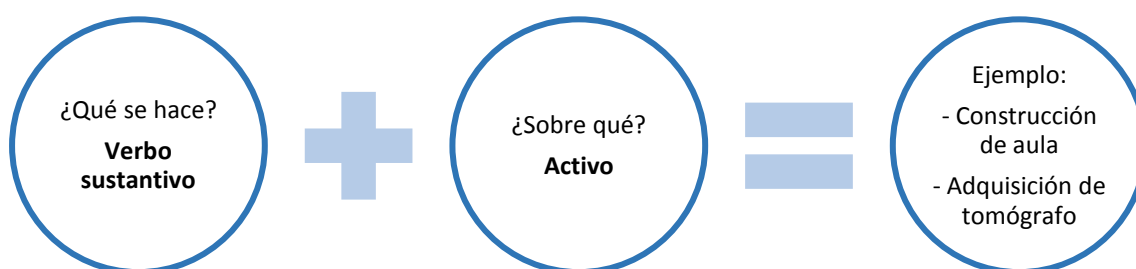 ¿Qué se hace?
Verbo
sustantivo
¿Sobre qué?
Activo
Ejemplo:
- Construcción
de aula
- Adquisición de
tomógrafo